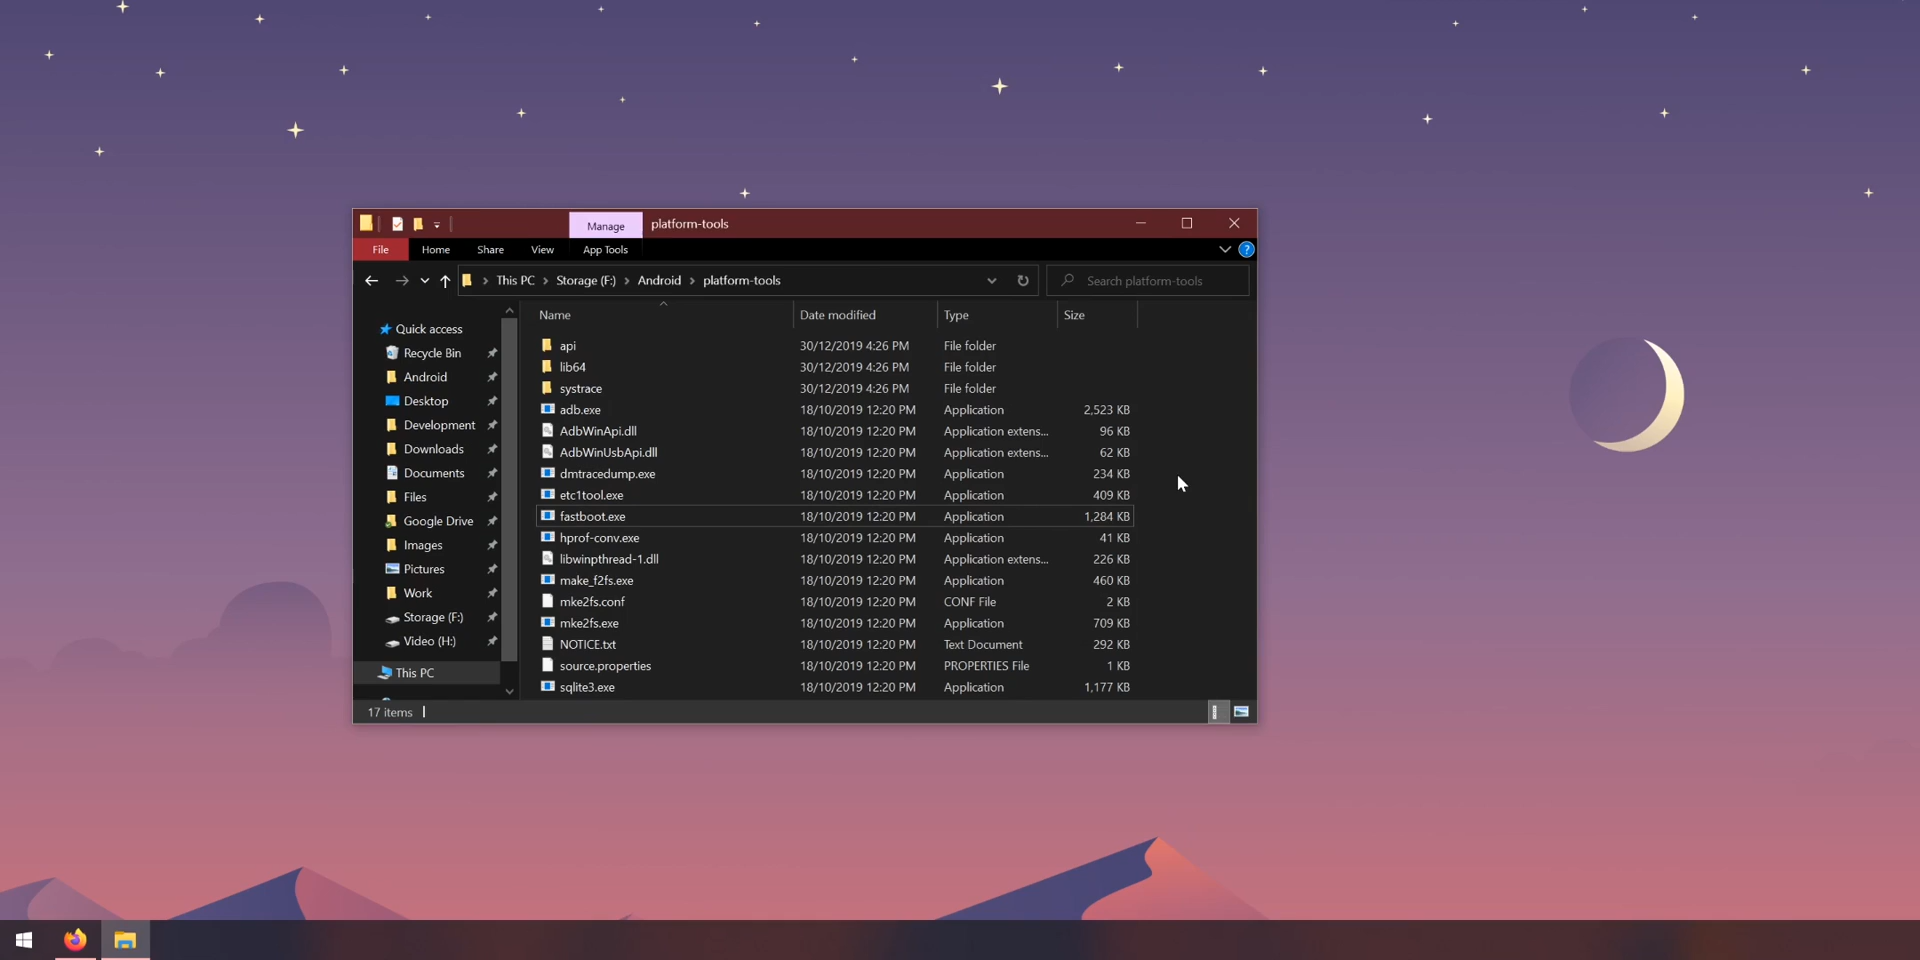 Manage platform-tools
File Home Share View App Tools ?
This PC Storage (F:) Android platform-tools Search platform-tools
Name Date modified Type Size
Quick access
Recycle Bin
Android
Desktop
Development
Downloads
Documents
Files
Google Drive
Images
Pictures
Work
Storage (F:)
Video (H:)
This PC
api 30/12/2019 4:26 PM File folder
lib64 30/12/2019 4:26 PM File folder
systrace 30/12/2019 4:26 PM File folder
adb.exe 18/10/2019 12:20 PM Application 2,523 KB
AdbWinApi.dll 18/10/2019 12:20 PM Application extens... 96 KB
AdbWinUsbApi.dll 18/10/2019 12:20 PM Application extens... 62 KB
dmtracedump.exe 18/10/2019 12:20 PM Application 234 KB
etc1tool.exe 18/10/2019 12:20 PM Application 409 KB
fastboot.exe 18/10/2019 12:20 PM Application 1,284 KB
hprof-conv.exe 18/10/2019 12:20 PM Application 41 KB
libwinpthread-1.dll 18/10/2019 12:20 PM Application extens... 226 KB
make_f2fs.exe 18/10/2019 12:20 PM Application 460 KB
mke2fs.conf 18/10/2019 12:20 PM CONF File 2 KB
mke2fs.exe 18/10/2019 12:20 PM Application 709 KB
NOTICE.txt 18/10/2019 12:20 PM Text Document 292 KB
source.properties 18/10/2019 12:20 PM PROPERTIES File 1 KB
sqlite3.exe 18/10/2019 12:20 PM Application 1,177 KB
17 items